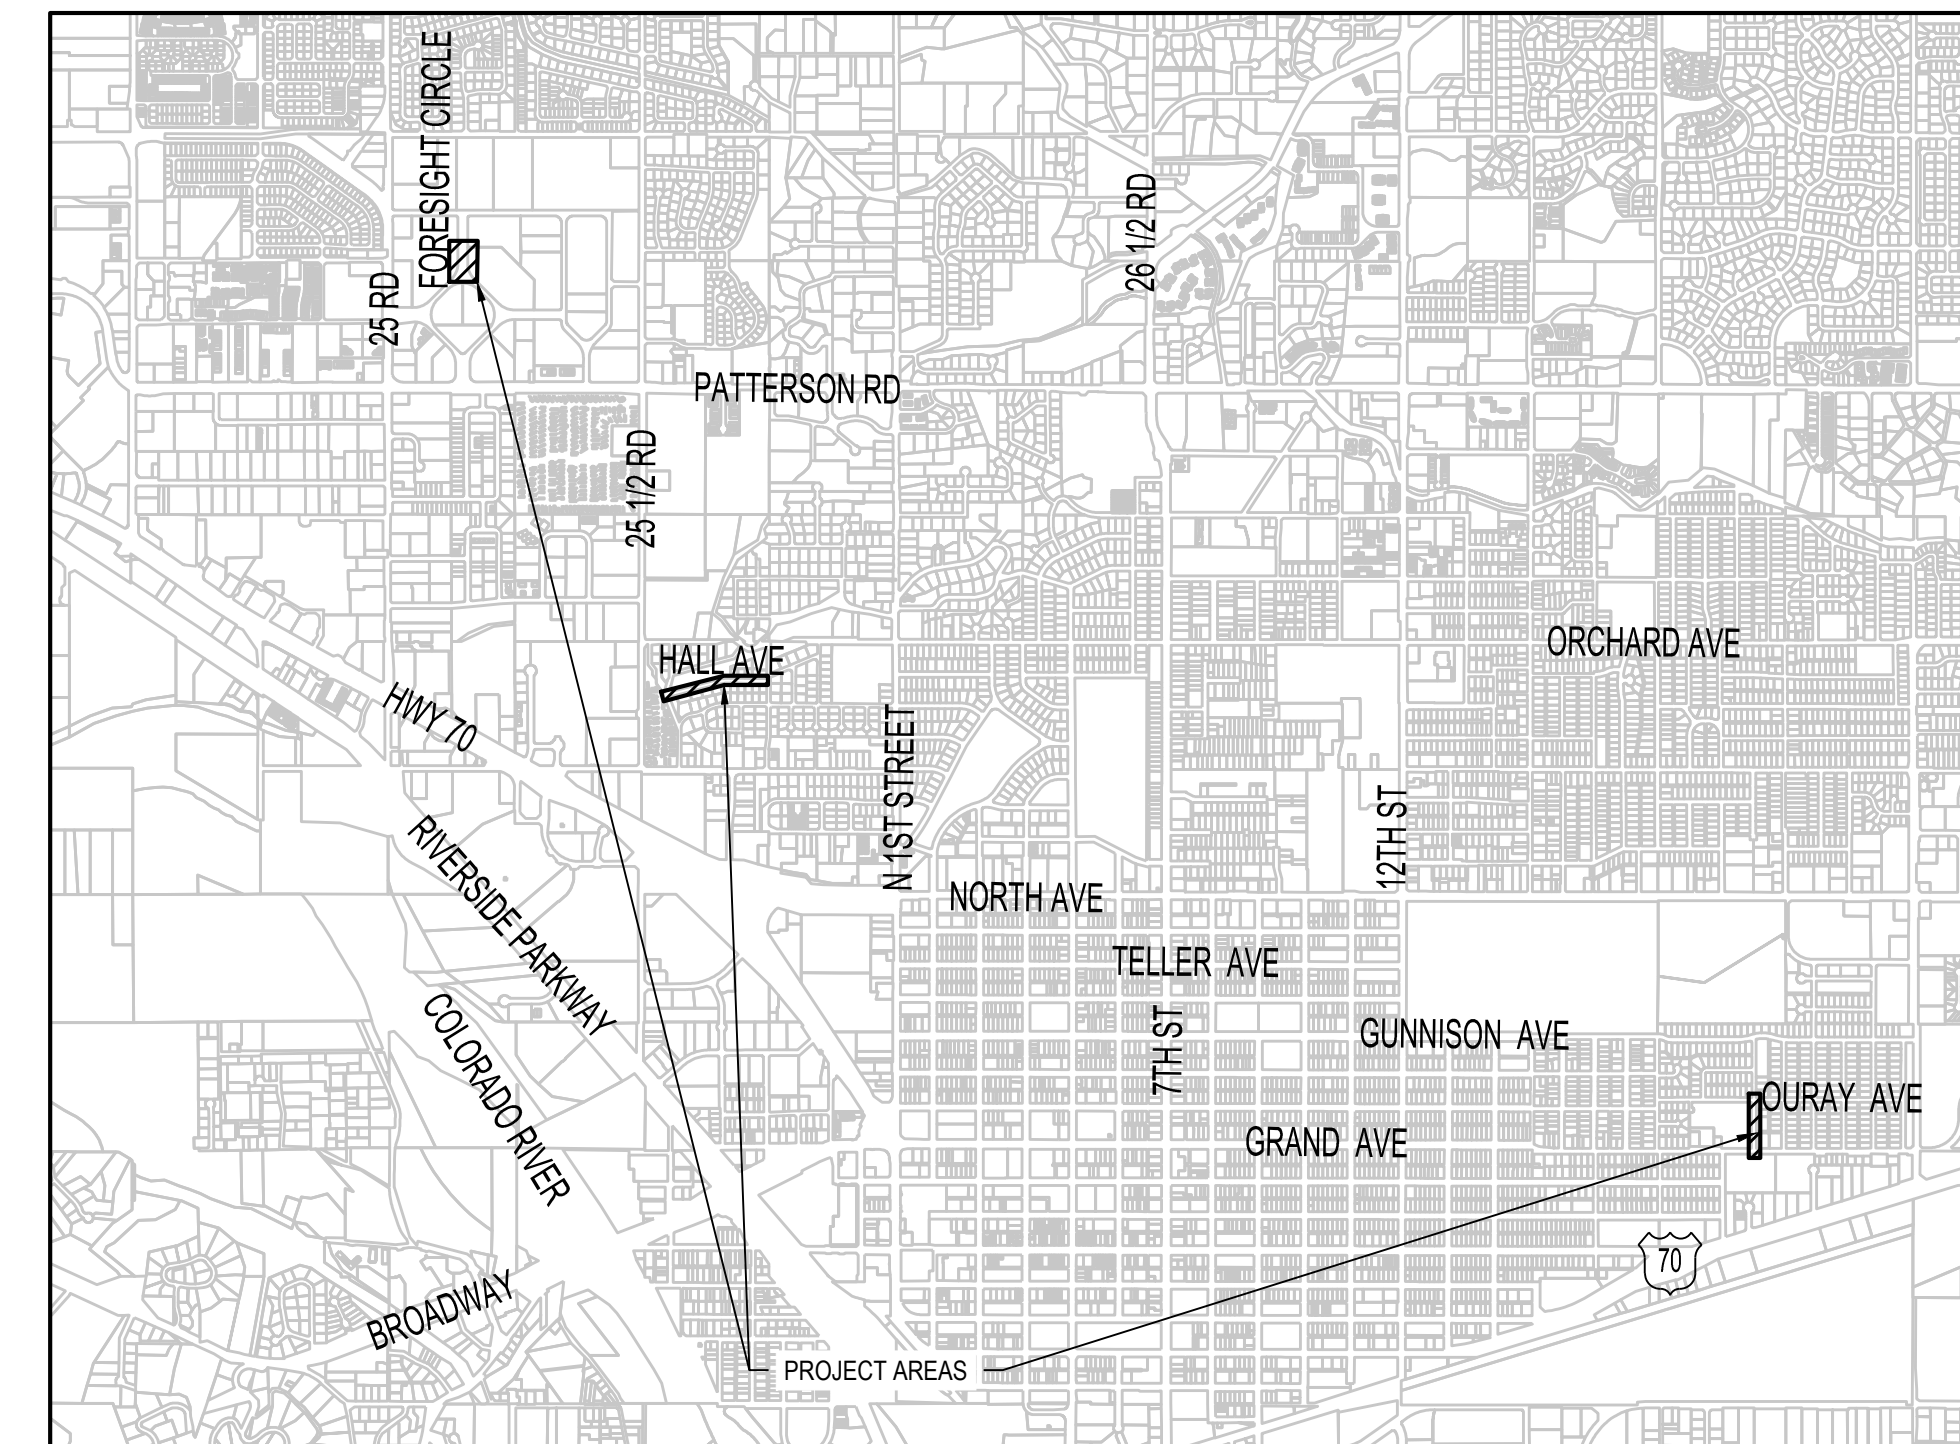 FORESIGHT CIRCLE
25 RD
26 1/2 RD
PATTERSON RD
25 1/2 RD
HALL AVE
ORCHARD AVE
HWY 70
N 1ST STREET
12TH ST
RIVERSIDE PARKWAY
NORTH AVE
TELLER AVE
COLORADO RIVER
7TH ST
GUNNISON AVE
OURAY AVE
GRAND AVE
70
BROADWAY
PROJECT AREAS